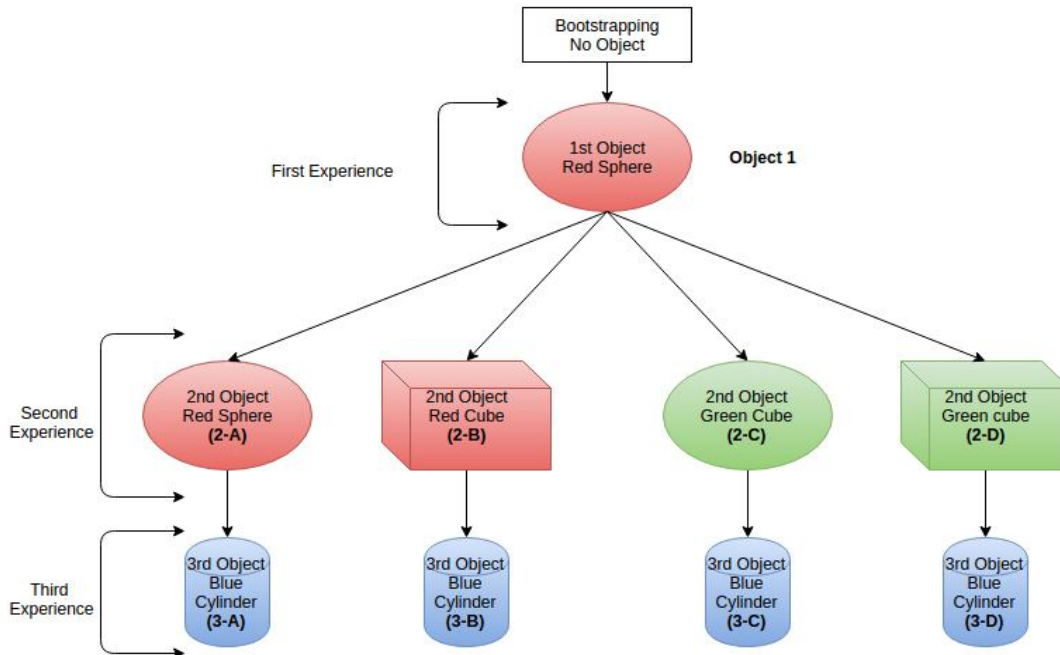 Bootstrapping
No Object
First Experience
1st Object
Red Sphere
Object 1
Second
Experience
2nd Object
Red Sphere
(2-A)
2nd Object
Red Cube
(2-B)
2nd Object
Green Cube
(2-C)
2nd Object
Green cube
(2-D)
Third
Experience
3rd Object
Blue
Cylinder
(3-A)
3rd Object
Blue
Cylinder
(3-B)
3rd Object
Blue
Cylinder
(3-C)
3rd Object
Blue
Cylinder
(3-D)